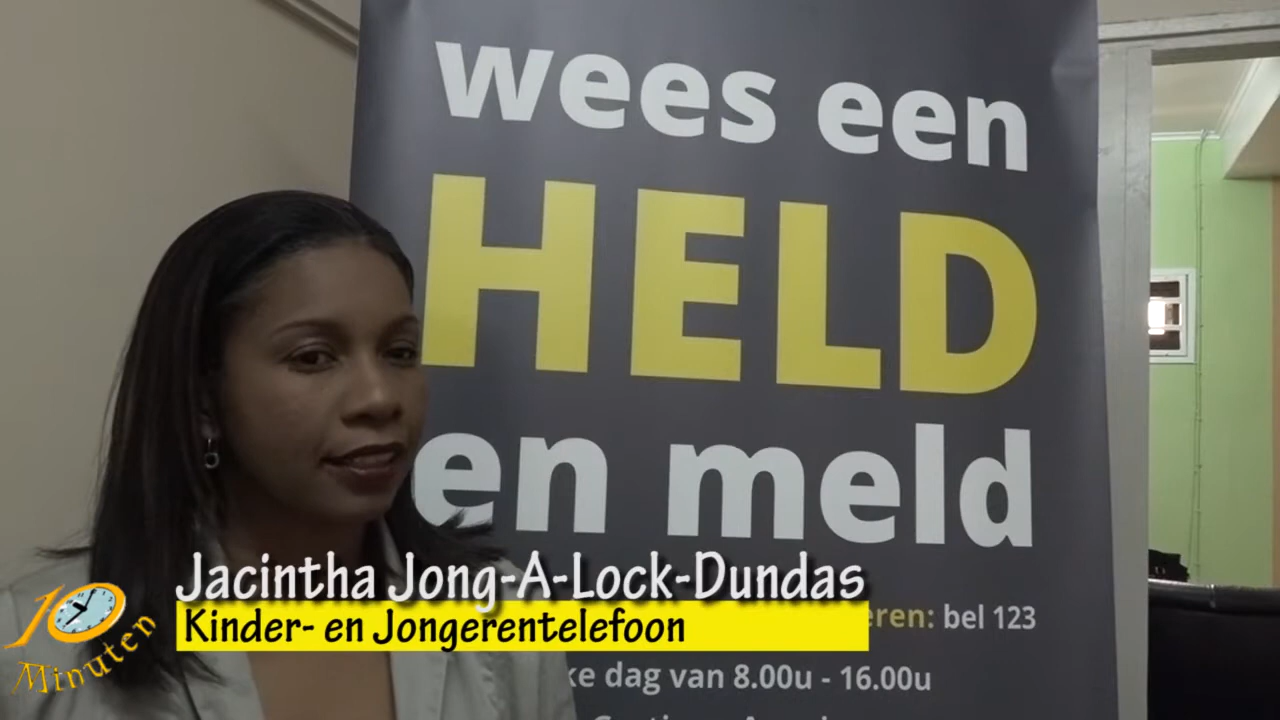 wees een
HELD
en meld
eren: bel 123
ke dag van 8.00u - 16.00u
Jacintha Jong-A-Lock-Dundas
Kinder- en Jongerentelefoon
10
Minuten